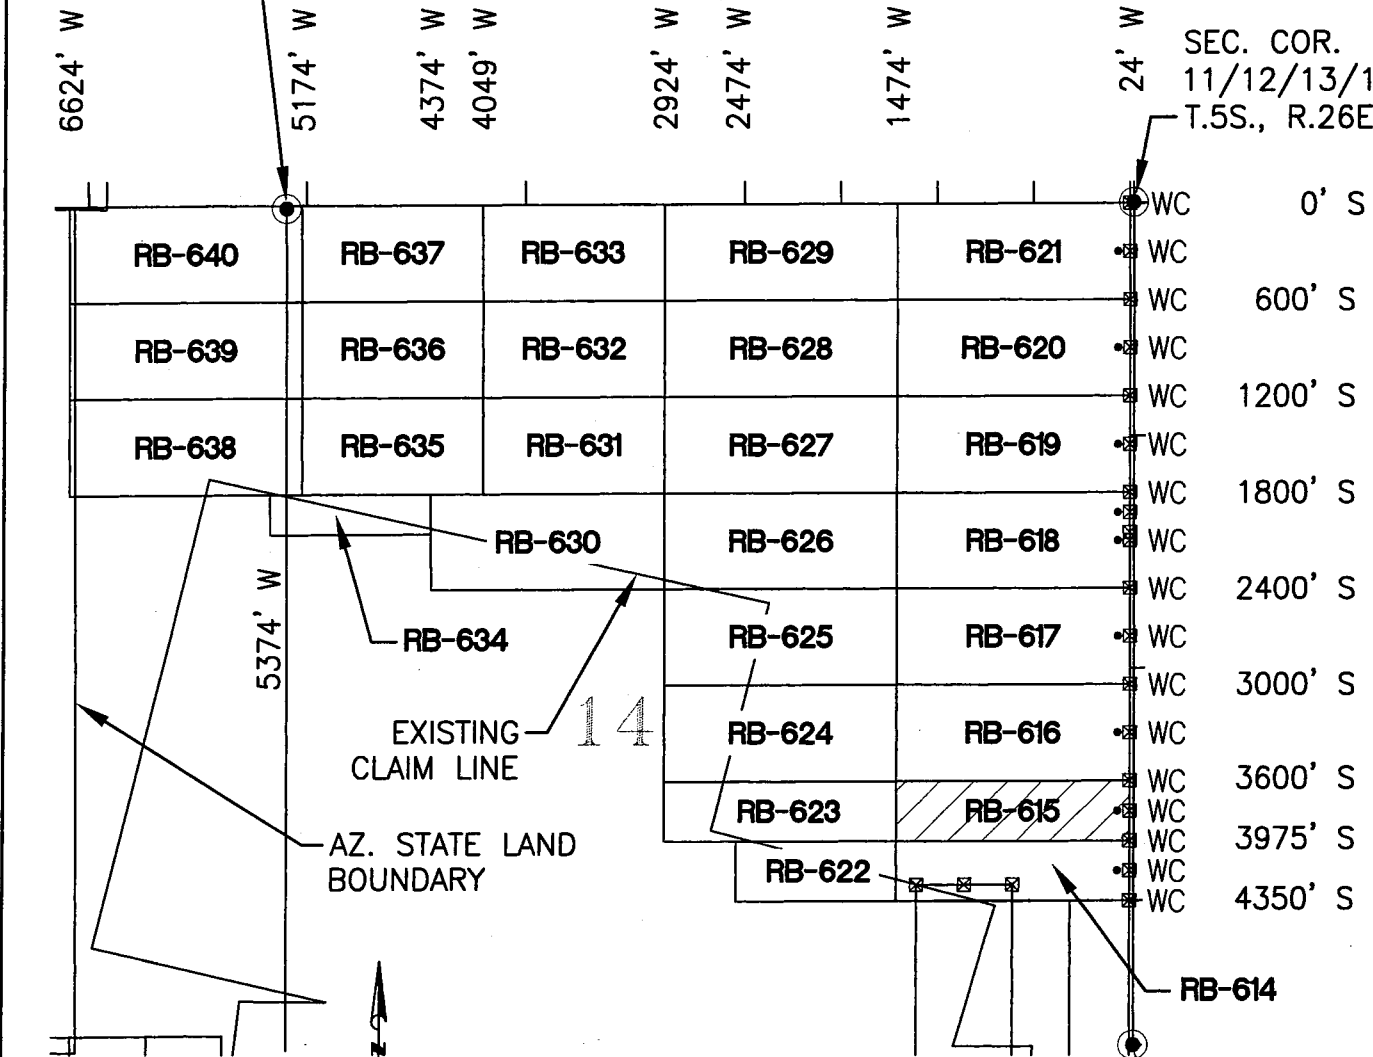 6624' W
5174' W
4374' W
4049' W
2924' W
2474' W
1474' W
24' W
SEC. COR.
11/12/13/1
T.5S., R.26E
WC 0' S
RB-640 RB-637 RB-633 RB-629 RB-621 WC
WC 600' S
RB-639 RB-636 RB-632 RB-628 RB-620 WC
WC 1200' S
RB-638 RB-635 RB-631 RB-627 RB-619 WC
WC 1800' S
RB-630 RB-626 RB-618 WC
WC 2400' S
5374' W
RB-634 RB-625 RB-617 WC
WC 3000' S
14
EXISTING
CLAIM LINE
RB-624 RB-616 WC
WC 3600' S
RB-623 RB-615 WC
WC 3975' S
AZ. STATE LAND
BOUNDARY
RB-622 WC
WC 4350' S
RB-614